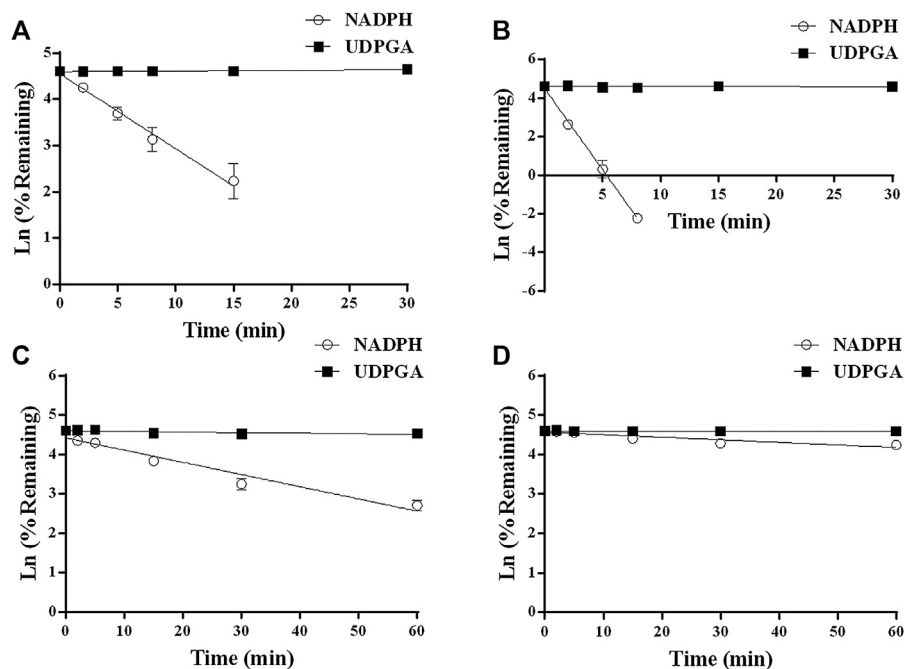 A
NADPH
UDPGA
Ln (%Remaining)
5
4
3
2
1
0
0 5 10 15 20 25 30
Time (min)
B
NADPH
UDPGA
Ln (%Remaining)
6
4
2
0
-2
-4
-6
5 10 15 20 25 30
Time (min)
C
NADPH
UDPGA
Ln (%Remaining)
6
5
4
3
2
1
0
0 10 20 30 40 50 60
Time (min)
D
NADPH
UDPGA
Ln (%Remaining)
6
5
4
3
2
1
0
0 10 20 30 40 50 60
Time (min)